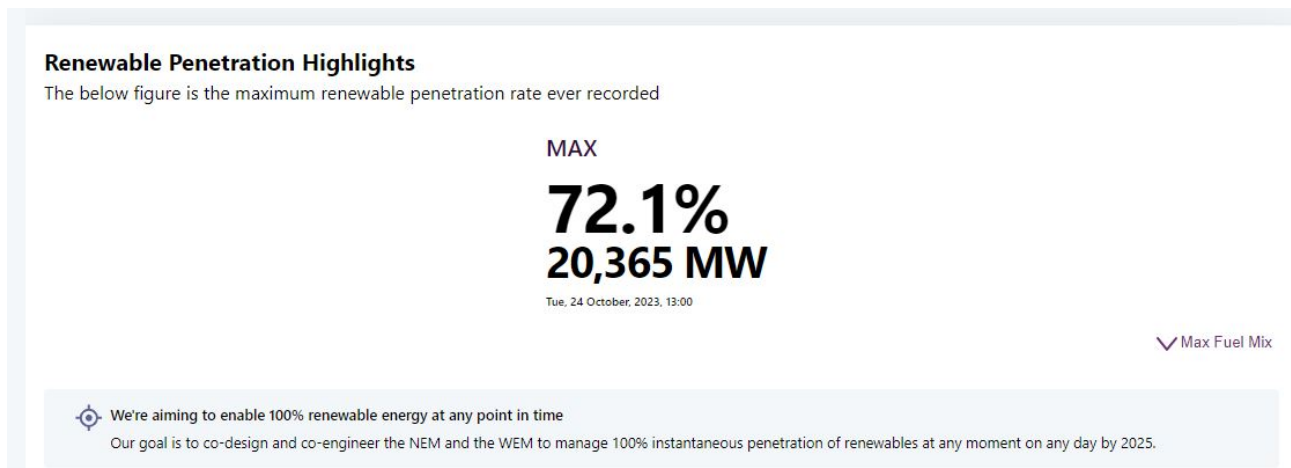 Renewable Penetration Highlights
The below figure is the maximum renewable penetration rate ever recorded
MAX
72.1%
20,365 MW
Tue, 24 October, 2023, 13:00
Max Fuel Mix
We're aiming to enable 100% renewable energy at any point in time
Our goal is to co-design and co-engineer the NEM and the WEM to manage 100% instantaneous penetration of renewables at any moment on any day by 2025.